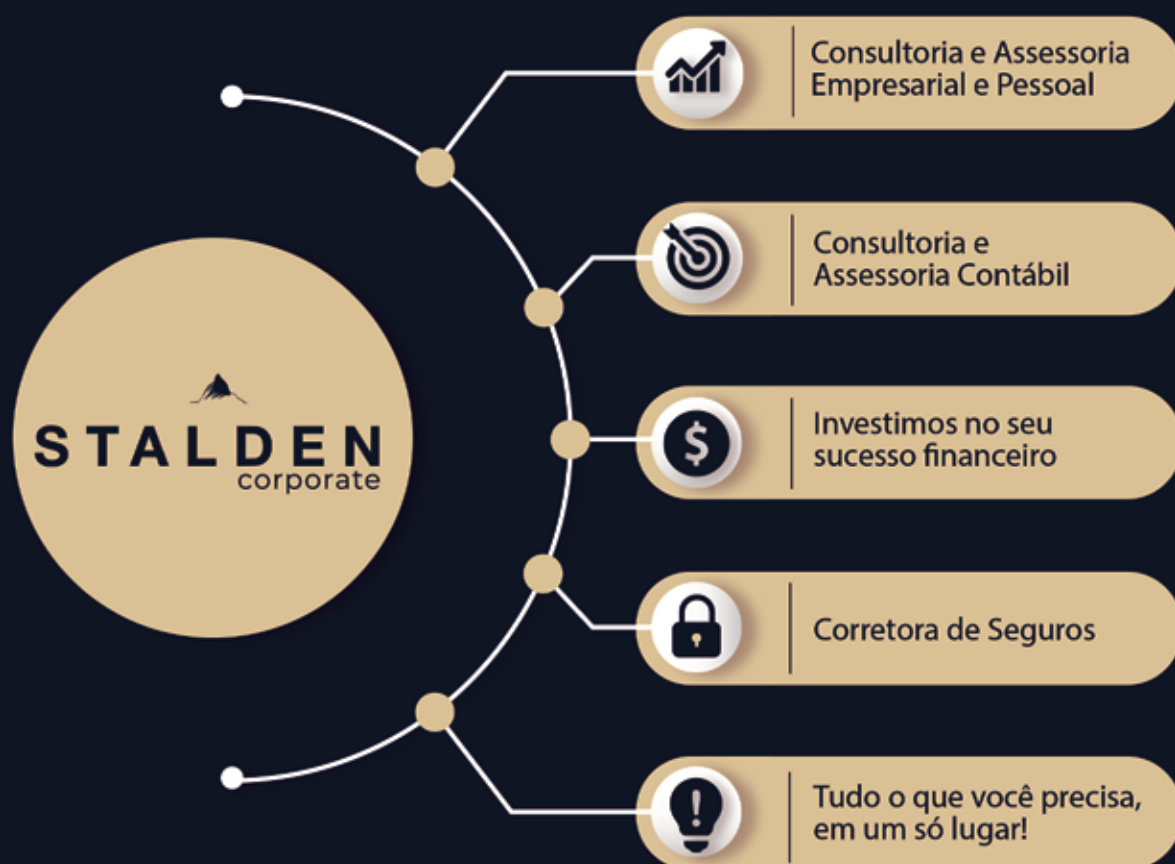 STALDEN
corporate
Consultoria e Assessoria
Empresarial e Pessoal
Consultoria e
Assessoria Contábil
$
Investimos no seu
sucesso financeiro
Corretora de Seguros
!
Tudo o que você precisa,
em um só lugar!